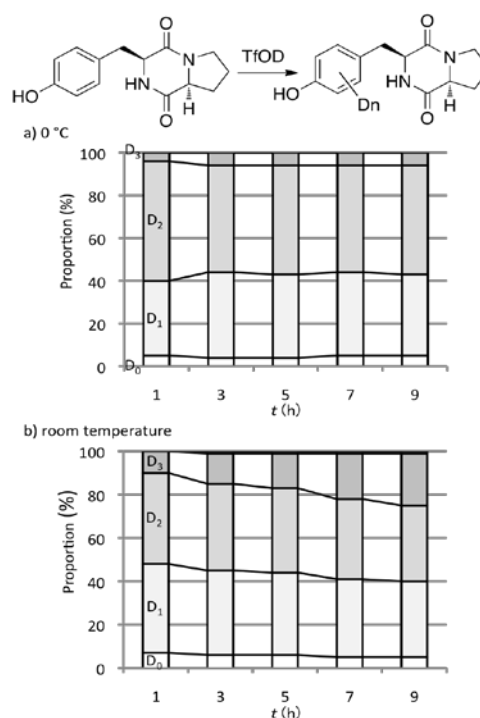 O
N
TfOD
O
N
HO
HN
H
O
HO
Dn
HN
H
O
a) 0 °C
Proportion (%)
100
80
60
40
20
0
D3
D2
D1
D0
1 3 5 7 9
t (h)
b) room temperature
Proportion (%)
100
80
60
40
20
0
D3
D2
D1
D0
1 3 5 7 9
t (h)